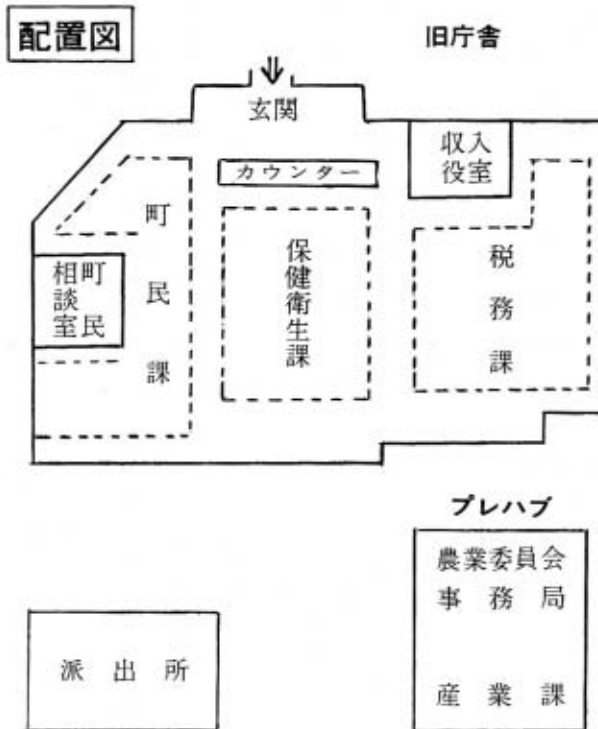 配置図
旧庁舎
玄関
カウンター
収入役室
町民課
町民相談室
保健衛生課
税務課
プレハブ
農業委員会
事務局
産業課
派出所